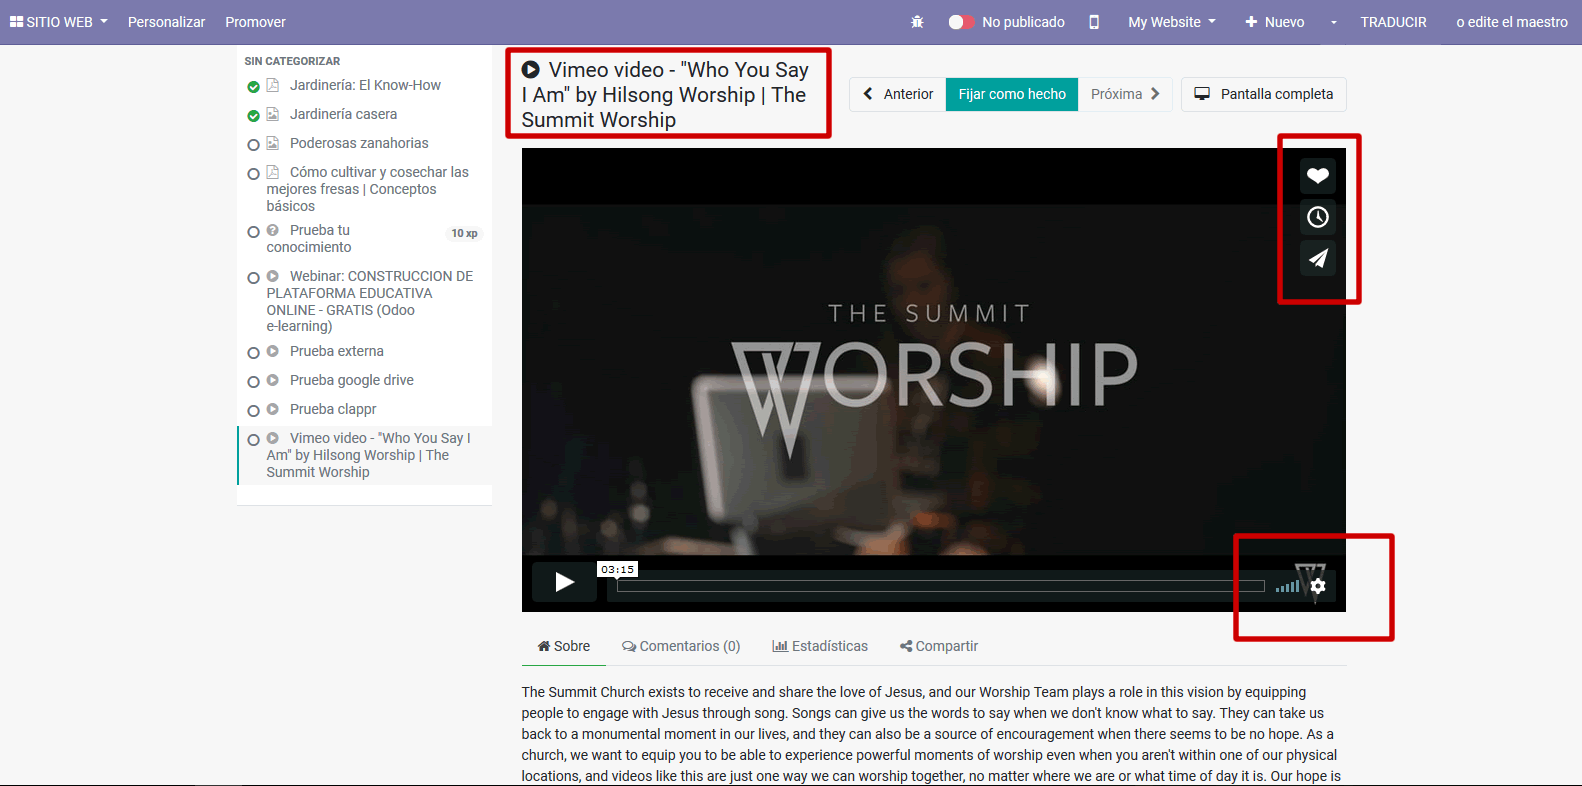 SITIO WEB Personalizar Promover No publicado My Website Nuevo TRADUCIR o edite el maestro
SIN CATEGORIZAR
Jardinería: El Know-How
Jardinería casera
Poderosas zanahorias
Cómo cultivar y cosechar las
mejores fresas | Conceptos
básicos
Prueba tu
conocimiento
10 xp
Webinar: CONSTRUCCION DE
PLATAFORMA EDUCATIVA
ONLINE - GRATIS (Odoo
e-learning)
Prueba externa
Prueba google drive
Prueba clappr
Vimeo video - "Who You Say I
Am" by Hilsong Worship | The
Summit Worship
Vimeo video - "Who You Say
I Am" by Hilsong Worship | The
Summit Worship
Anterior Fijar como hecho Próxima Pantalla completa
THE SUMMIT
WORSHIP
03:15
Sobre Comentarios (0) Estadísticas Compartir
The Summit Church exists to receive and share the love of Jesus, and our Worship Team plays a role in this vision by equipping
people to engage with Jesus through song. Songs can give us the words to say when we don't know what to say. They can take us
back to a monumental moment in our lives, and they can also be a source of encouragement when there seems to be no hope. As a
church, we want to equip you to be able to experience powerful moments of worship even when you aren't within one of our physical
locations, and videos like this are just one way we can worship together, no matter where we are or what time of day it is. Our hope is